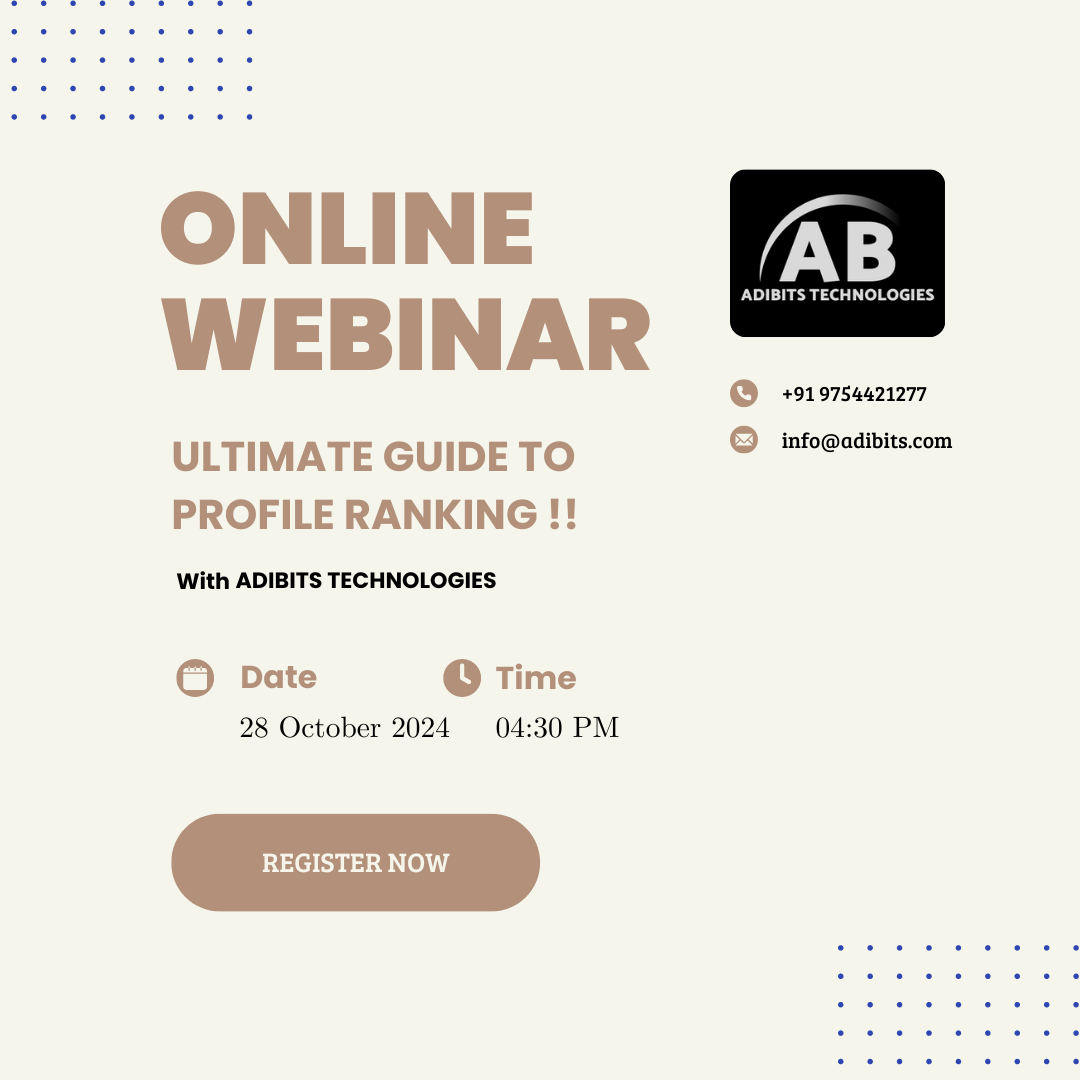 ONLINE
WEBINAR
AB
ADIBITS TECHNOLOGIES
+91 9754421277
info@adibits.com
ULTIMATE GUIDE TO
PROFILE RANKING !!
With ADIBITS TECHNOLOGIES
Date
28 October 2024
Time
04:30 PM
REGISTER NOW